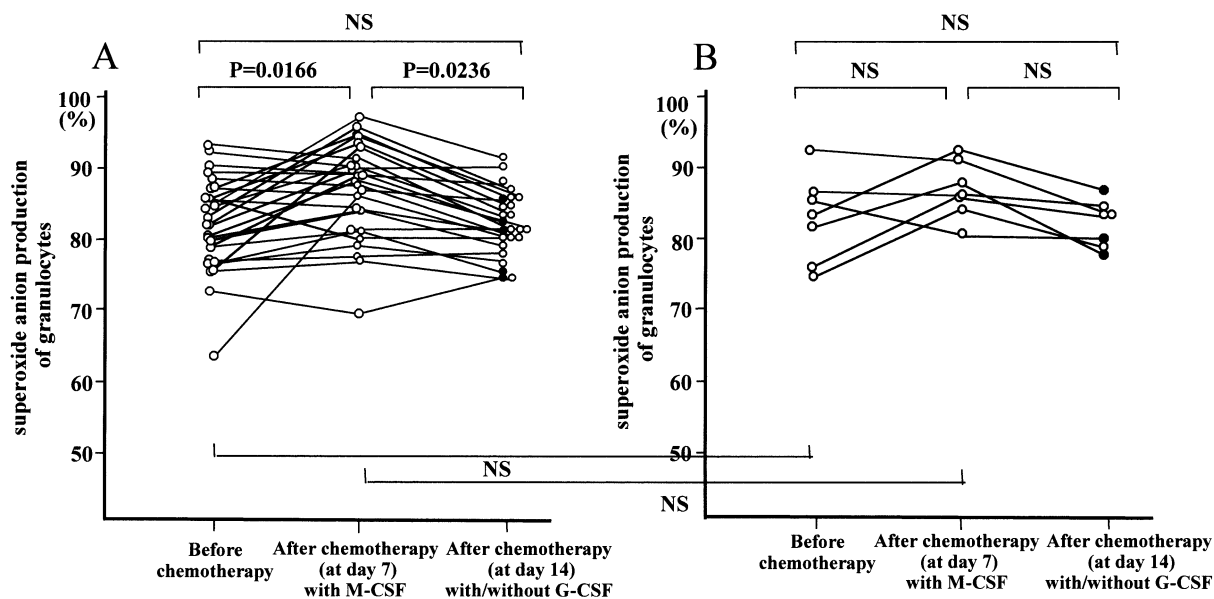 NS
A
P=0.0166
P=0.0236
100
(%)
90
80
70
60
50
superoxide anion production
of granulocytes
NS
Before
chemotherapy
After chemotherapy
(at day 7)
with M-CSF
After chemotherapy
(at day 14)
with/without G-CSF
NS
B
NS
NS
100
(%)
90
80
70
60
50
superoxide anion production
of granulocytes
NS
Before
chemotherapy
After chemotherapy
(at day 7)
with M-CSF
After chemotherapy
(at day 14)
with/without G-CSF